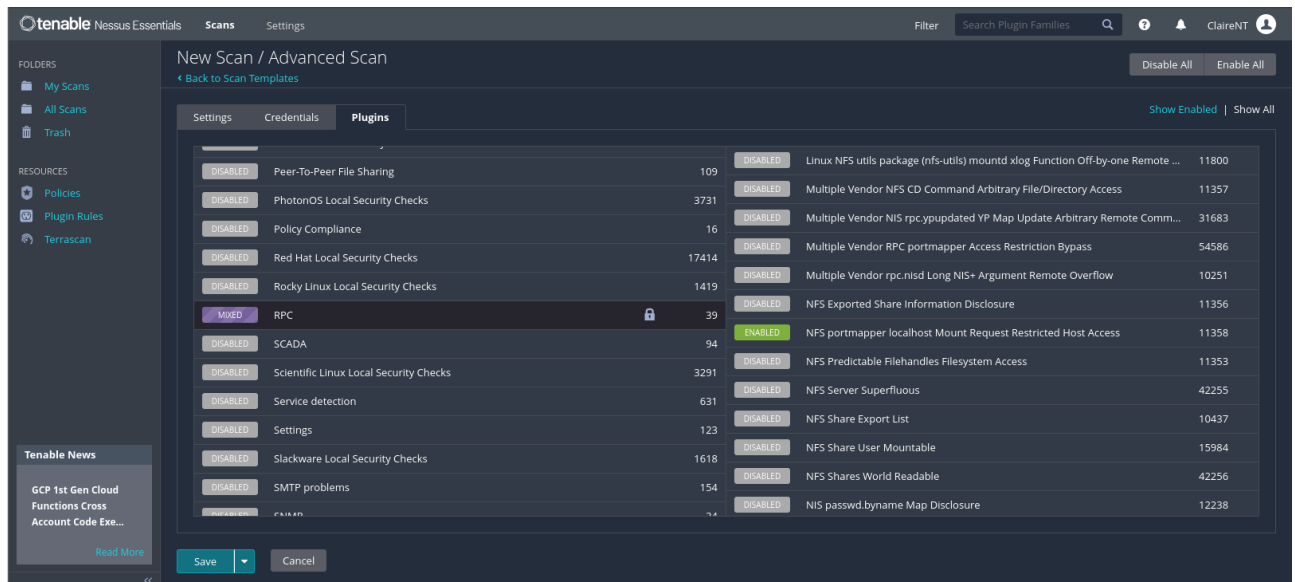 tenable Nessus Essentials Scans Settings Filter Search Plugin Families ? ClaireNT
FOLDERS
My Scans
All Scans
Trash
RESOURCES
Policies
Plugin Rules
Terrascan
Tenable News
GCP 1st Gen Cloud
Functions Cross
Account Code Exe...
Read More
New Scan / Advanced Scan
Back to Scan Templates
Disable All Enable All
Settings Credentials Plugins
Show Enabled | Show All
DISABLED Peer-To-Peer File Sharing 109
DISABLED PhotonOS Local Security Checks 3731
DISABLED Policy Compliance 16
DISABLED Red Hat Local Security Checks 17414
DISABLED Rocky Linux Local Security Checks 1419
MIXED RPC 39
DISABLED SCADA 94
DISABLED Scientific Linux Local Security Checks 3291
DISABLED Service detection 631
DISABLED Settings 123
DISABLED Slackware Local Security Checks 1618
DISABLED SMTP problems 154
DISABLED SNMP
DISABLED Linux NFS utils package (nfs-utils) mountd xlog Function Off-by-one Remote ... 11800
DISABLED Multiple Vendor NFS CD Command Arbitrary File/Directory Access 11357
DISABLED Multiple Vendor NIS rpc.ypupdated YP Map Update Arbitrary Remote Comm... 31683
DISABLED Multiple Vendor RPC portmapper Access Restriction Bypass 54586
DISABLED Multiple Vendor rpc.nisd Long NIS+ Argument Remote Overflow 10251
DISABLED NFS Exported Share Information Disclosure 11356
ENABLED NFS portmapper localhost Mount Request Restricted Host Access 11358
DISABLED NFS Predictable Filehandles Filesystem Access 11353
DISABLED NFS Server Superfluous 42255
DISABLED NFS Share Export List 10437
DISABLED NFS Share User Mountable 15984
DISABLED NFS Shares World Readable 42256
DISABLED NIS passwd.byname Map Disclosure 12238
Save Cancel